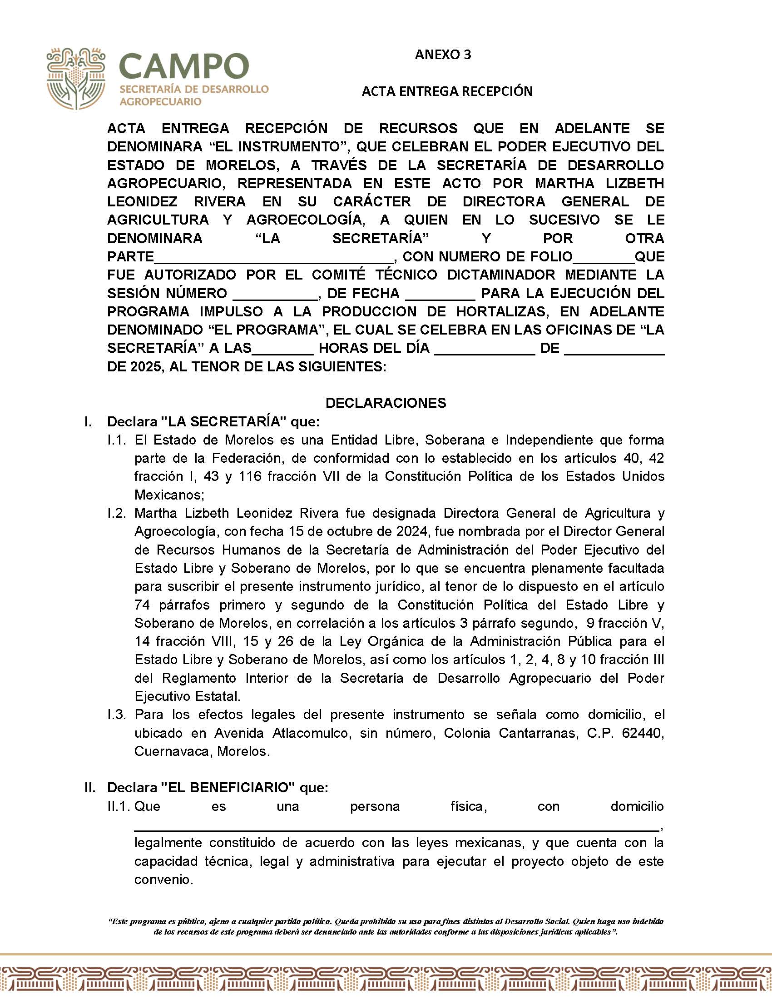 CAMPO
SECRETARÍA DE DESARROLLO
AGROPECUARIO
ANEXO 3
ACTA ENTREGA RECEPCIÓN
ACTA ENTREGA RECEPCIÓN DE RECURSOS QUE EN ADELANTE SE
DENOMINARA “EL INSTRUMENTO”, QUE CELEBRAN EL PODER EJECUTIVO DEL
ESTADO DE MORELOS, A TRAVÉS DE LA SECRETARÍA DE DESARROLLO
AGROPECUARIO, REPRESENTADA EN ESTE ACTO POR MARTHA LIZBETH
LEONIDEZ RIVERA EN SU CARÁCTER DE DIRECTORA GENERAL DE
AGRICULTURA Y AGROECOLOGÍA, A QUIEN EN LO SUCESIVO SE LE
DENOMINARA “LA SECRETARÍA” Y POR OTRA
PARTE_______________________________, CON NUMERO DE FOLIO________QUE
FUE AUTORIZADO POR EL COMITÉ TÉCNICO DICTAMINADOR MEDIANTE LA
SESIÓN NÚMERO ___________, DE FECHA _________ PARA LA EJECUCIÓN DEL
PROGRAMA IMPULSO A LA PRODUCCION DE HORTALIZAS, EN ADELANTE
DENOMINADO “EL PROGRAMA”, EL CUAL SE CELEBRA EN LAS OFICINAS DE “LA
SECRETARÍA” A LAS________ HORAS DEL DÍA _____________ DE _____________
DE 2025, AL TENOR DE LAS SIGUIENTES:
DECLARACIONES
I. Declara "LA SECRETARÍA" que:
I.1. El Estado de Morelos es una Entidad Libre, Soberana e Independiente que forma
parte de la Federación, de conformidad con lo establecido en los artículos 40, 42
fracción I, 43 y 116 fracción VII de la Constitución Política de los Estados Unidos
Mexicanos;
I.2. Martha Lizbeth Leonidez Rivera fue designada Directora General de Agricultura y
Agroecología, con fecha 15 de octubre de 2024, fue nombrada por el Director General
de Recursos Humanos de la Secretaría de Administración del Poder Ejecutivo del
Estado Libre y Soberano de Morelos, por lo que se encuentra plenamente facultada
para suscribir el presente instrumento jurídico, al tenor de lo dispuesto en el artículo
74 párrafos primero y segundo de la Constitución Política del Estado Libre y
Soberano de Morelos, en correlación a los artículos 3 párrafo segundo, 9 fracción V,
14 fracción VIII, 15 y 26 de la Ley Orgánica de la Administración Pública para el
Estado Libre y Soberano de Morelos, así como los artículos 1, 2, 4, 8 y 10 fracción III
del Reglamento Interior de la Secretaría de Desarrollo Agropecuario del Poder
Ejecutivo Estatal.
I.3. Para los efectos legales del presente instrumento se señala como domicilio, el
ubicado en Avenida Atlacomulco, sin número, Colonia Cantarranas, C.P. 62440,
Cuernavaca, Morelos.
II. Declara "EL BENEFICIARIO" que:
II.1. Que es una persona física, con domicilio
____________________________________________________________________,
legalmente constituido de acuerdo con las leyes mexicanas, y que cuenta con la
capacidad técnica, legal y administrativa para ejecutar el proyecto objeto de este
convenio.
“Este programa es público, ajeno a cualquier partido político. Queda prohibido su uso para fines distintos al Desarrollo Social. Quien haga uso indebido
de los recursos de este programa deberá ser denunciado ante las autoridades conforme a las disposiciones jurídicas aplicables”.